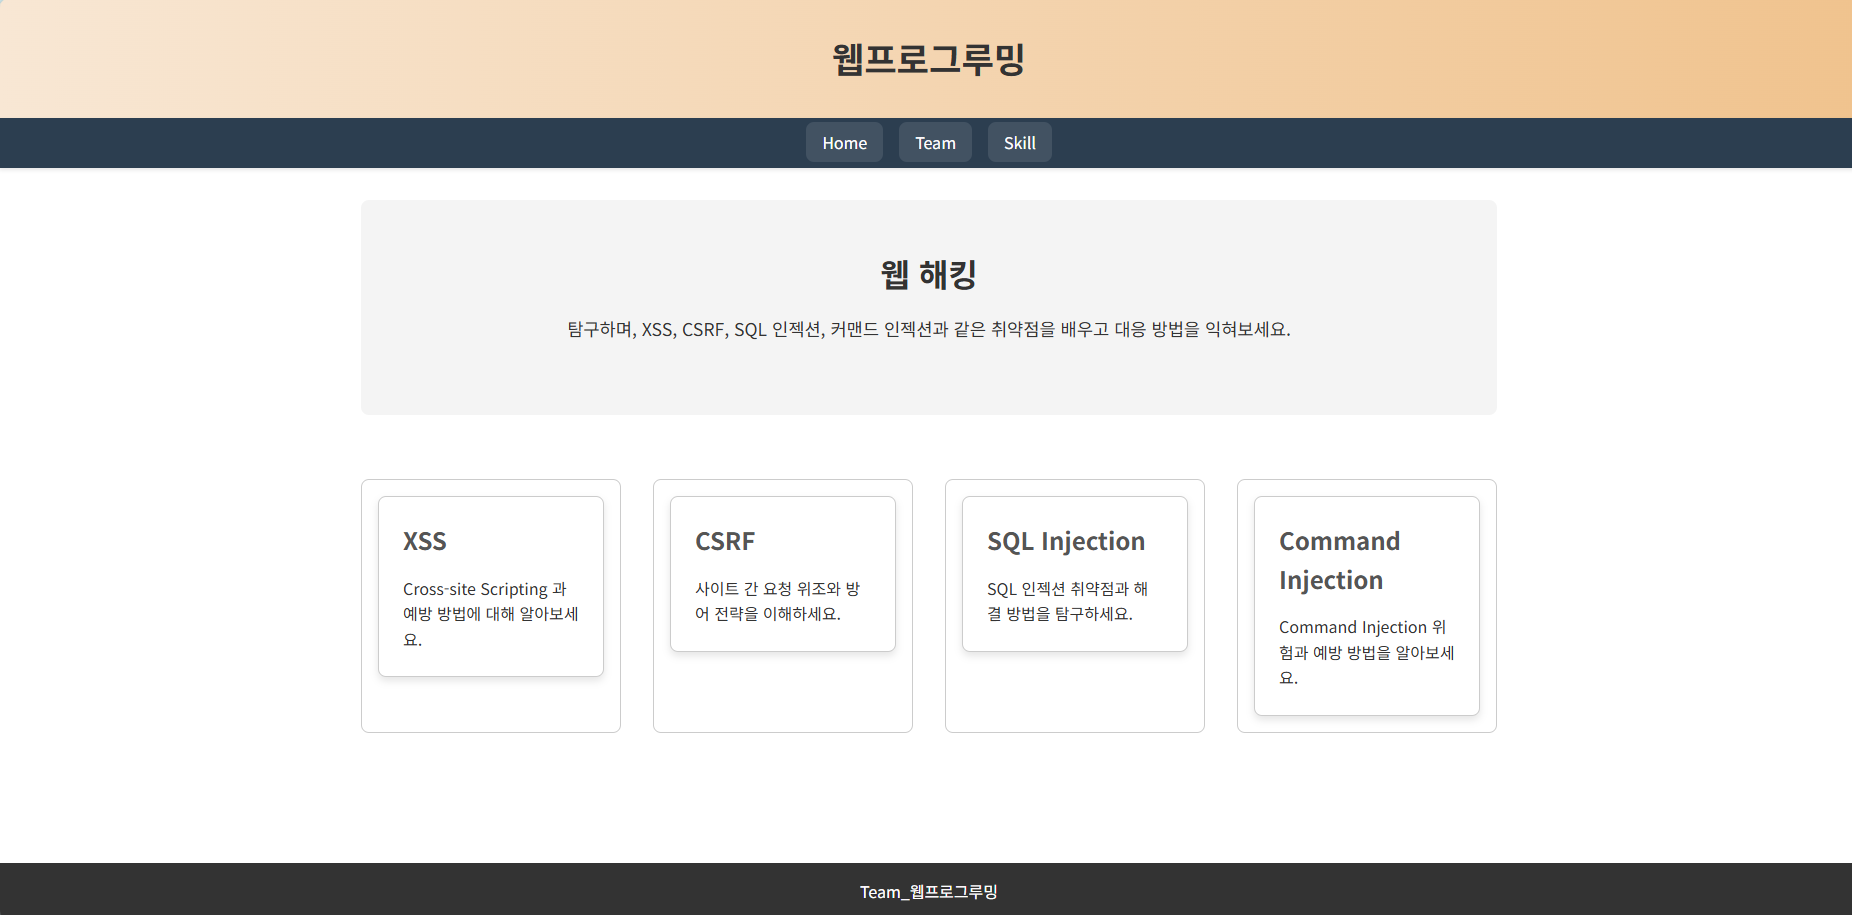 웹프로그루밍
Home Team Skill
웹 해킹
탐구하며, XSS, CSRF, SQL 인젝션, 커맨드 인젝션과 같은 취약점을 배우고 대응 방법을 익혀보세요.
XSS
Cross-site Scripting 과
예방 방법에 대해 알아보세
요.
CSRF
사이트 간 요청 위조와 방
어 전략을 이해하세요.
SQL Injection
SQL 인젝션 취약점과 해
결 방법을 탐구하세요.
Command
Injection
Command Injection 위
험과 예방 방법을 알아보세
요.
Team_웹프로그루밍